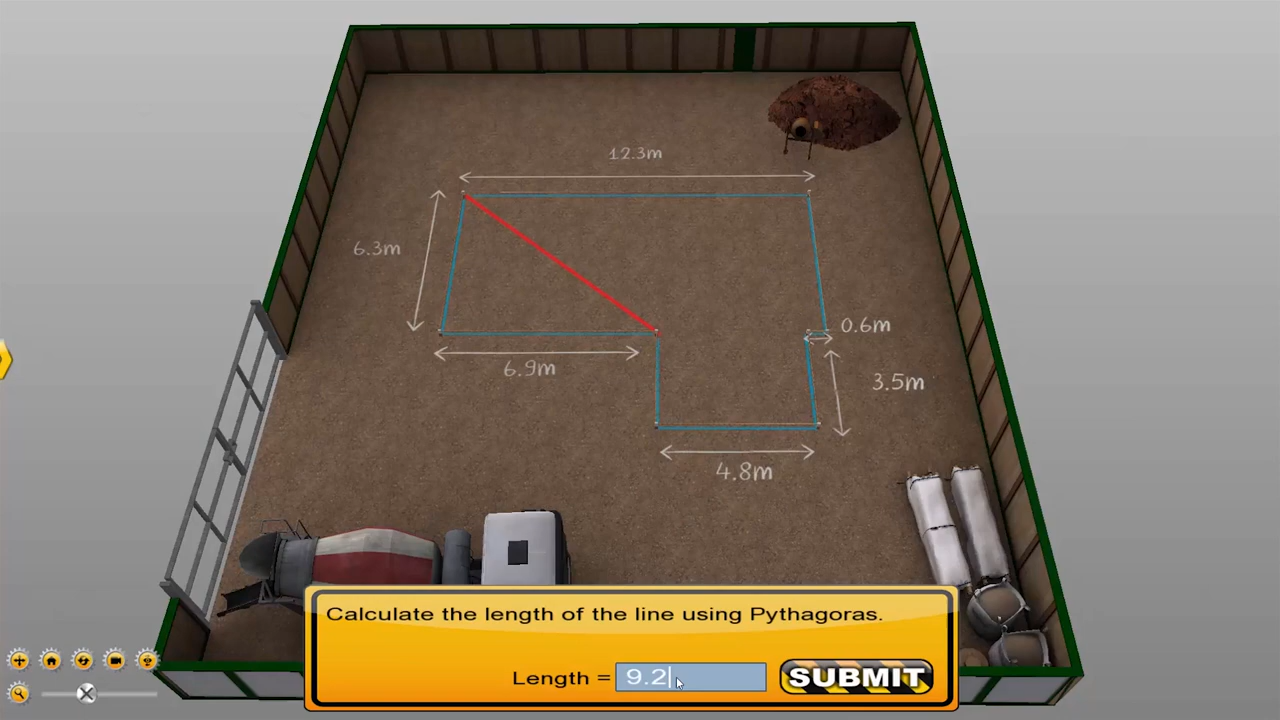 12.3m
6.3m
0.6m
6.9m
3.5m
4.8m
Calculate the length of the line using Pythagoras.
Length = 9.2 SUBMIT